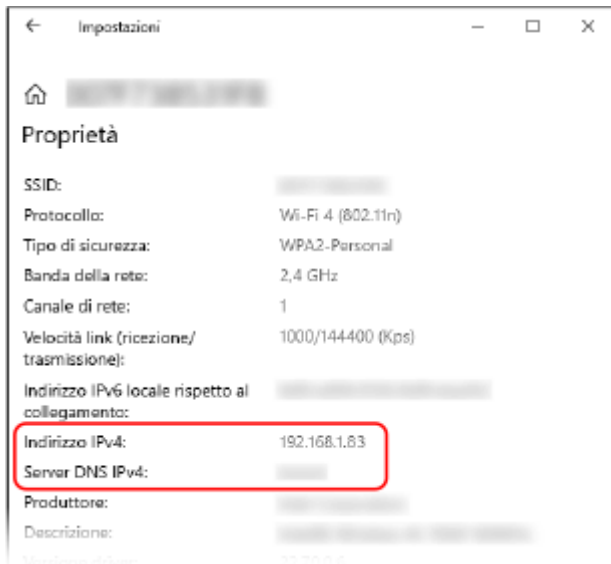 Impostazioni
Proprietà
SSID:
Protocollo: Wi-Fi 4 (802.11n)
Tipo di sicurezza: WPA2-Personal
Banda della rete: 2,4 GHz
Canale di rete: 1
Velocità link (ricezione/ 1000/144400 (Kps)
trasmissione):
Indirizzo IPv6 locale rispetto al
collegamento:
Indirizzo IPv4: 192.168.1.83
Server DNS IPv4:
Produttore:
Descrizione: